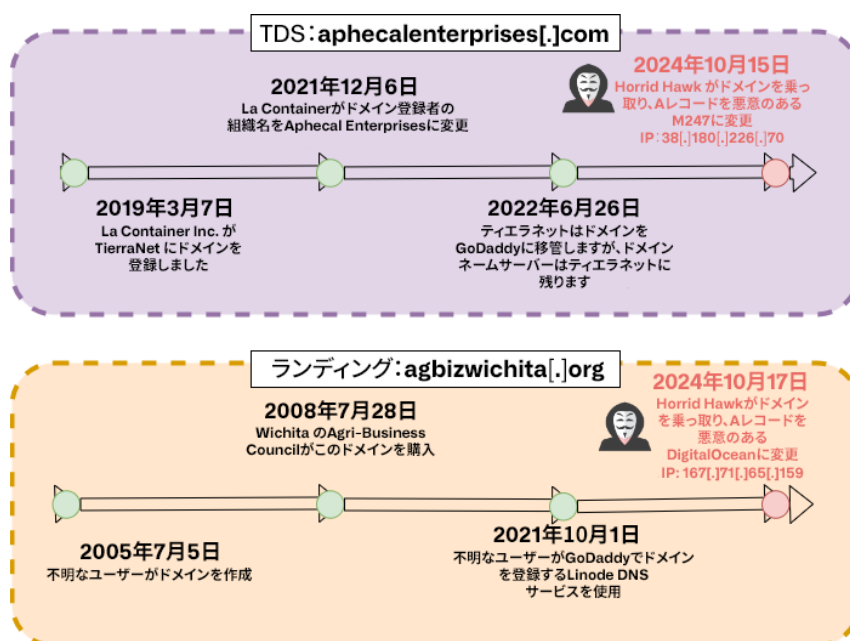 TDS：aphecalenterprises[.]com
2021年12月6日
La Containerがドメイン登録者の
組織名をAphecal Enterprisesに変更
2024年10月15日
Horrid Hawk がドメインを乗っ
取り、Aレコードを悪意のある
M247に変更
IP：38[.]180[.]226[.]70
2019年3月7日
La Container Inc. が
TierraNet にドメインを
登録しました
2022年6月26日
ティエラネットはドメインを
GoDaddyに移管しますが、ドメイン
ネームサーバーはティエラネットに
残ります
ランディング：agbizwichita[.]org
2008年7月28日
Wichita のAgri-Business
Councilがこのドメインを購入
2024年10月17日
Horrid Hawkがドメイン
を乗っ取り、Aレコードを
悪意のある
DigitalOceanに変更
IP: 167[.]71[.]65[.]159
2005年7月5日
不明なユーザーがドメインを作成
2021年10月1日
不明なユーザーがGoDaddyでドメイン
を登録するLinode DNS
サービスを使用